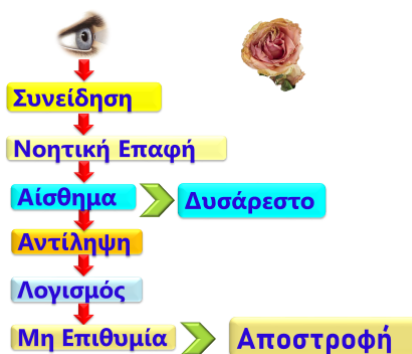 Συνείδηση
Νοητική Επαφή
Αίσθημα
Δυσάρεστο
Αντίληψη
Λογισμός
Μη Επιθυμία
Αποστροφή